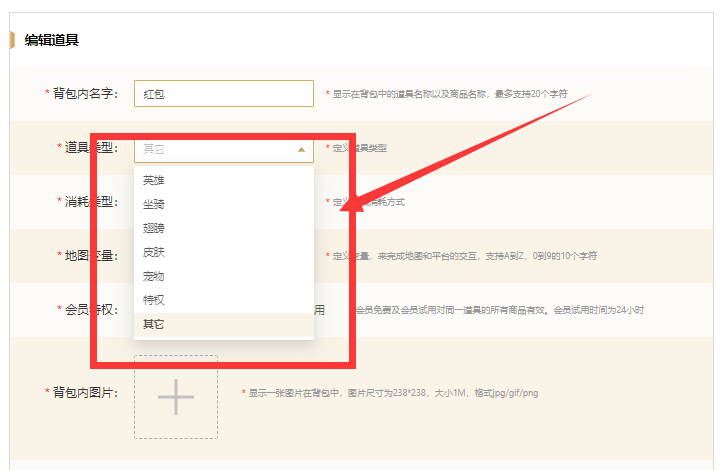 编辑道具
* 背包内名字： 红包 * 显示在背包中的道具名称以及商品名称，最多支持20个字符
* 道具类型： 其它 * 定义道具类型
英雄
坐骑
* 消耗类型： * 定 消耗方式
翅膀
皮肤
* 地图变量： * 定义变量，来完成地图和平台的交互，支持A到Z，0到9的10个字符
宠物
特权
* 会员特权： 用 会员免费及会员试用对同一道具的所有商品有效。会员试用时间为24小时
其它
* 背包内图片： * 显示一张图片在背包中，图片尺寸为238*238，大小1M，格式jpg/gif/png